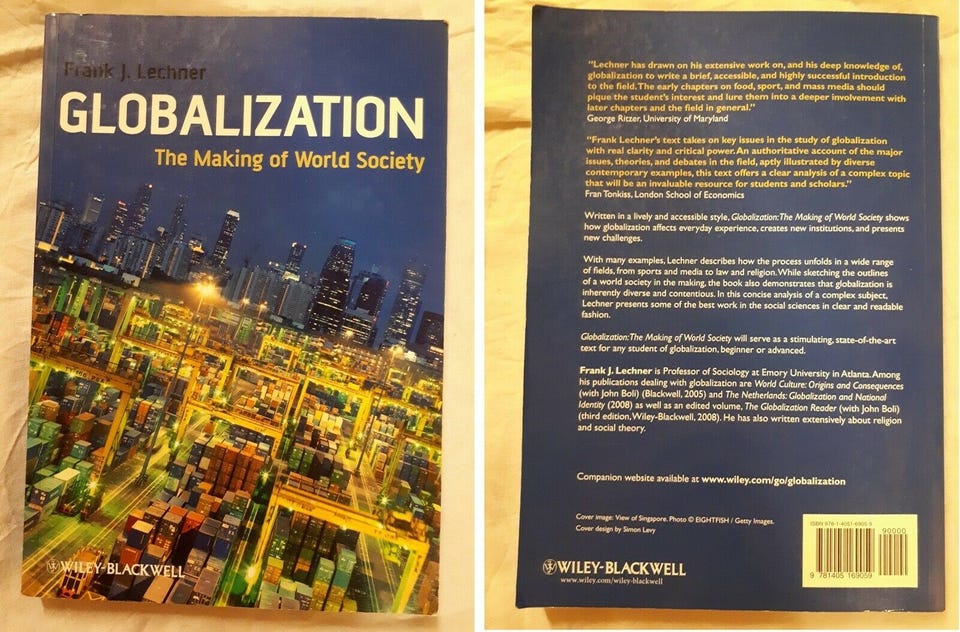 Frank J. Lechner
GLOBALIZATION
The Making of World Society
WILEY-BLACKWELL
"Lechner has drawn on his extensive work on, and his deep knowledge of,
globalization to write a brief, accessible, and highly successful introduction
to the field. The early chapters on food, sport, and mass media should
pique the student's interest and lure them into a deeper involvement with
later chapters and the field in general."
George Ritzer, University of Maryland
"Frank Lechner's text takes on key issues in the study of globalization
with real clarity and critical power. An authoritative account of the major
issues, theories, and debates in the field, aptly illustrated by diverse
contemporary examples, this text offers a clear analysis of a complex topic
that will be an invaluable resource for students and scholars."
Fran Tonkiss, London School of Economics
Written in a lively and accessible style, Globalization: The Making of World Society shows
how globalization affects everyday experience, creates new institutions, and presents
new challenges.
With many examples, Lechner describes how the process unfolds in a wide range
of fields, from sports and media to law and religion. While sketching the outlines
of a world society in the making, the book also demonstrates that globalization is
inherently diverse and contentious. In this concise analysis of a complex subject,
Lechner presents some of the best work in the social sciences in clear and readable
fashion.
Globalization: The Making of World Society will serve as a stimulating, state-of-the-art
text for any student of globalization, beginner or advanced.
Frank J. Lechner is Professor of Sociology at Emory University in Atlanta. Among
his publications dealing with globalization are World Culture: Origins and Consequences
(with John Boli) (Blackwell, 2005) and The Netherlands: Globalization and National
Identity (2008) as well as an edited volume, The Globalization Reader (with John Boli)
(third edition, Wiley-Blackwell, 2008). He has also written extensively about religion
and social theory.
Companion website available at www.wiley.com/go/globalization
Cover image: View of Singapore. Photo © EIGHTFISH / Getty Images.
Cover design by Simon Levy
ISBN 978-1-4051-6905-9
90000
9 781405 169059
WILEY-BLACKWELL
www.wiley.com/wiley-blackwell